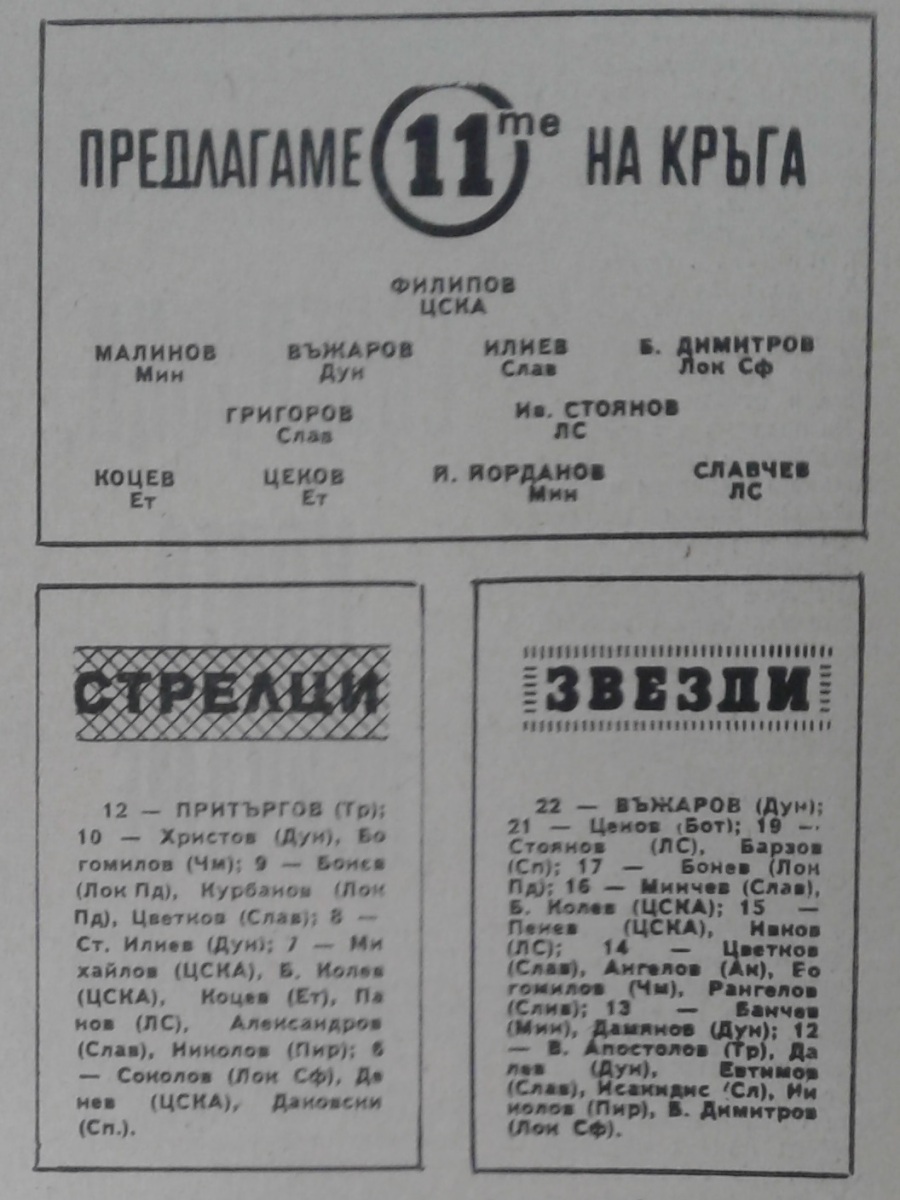 ПРЕДЛАГАМЕ 11те НА КРЪГА
ФИЛИПОВ
ЦСКА
МАЛИНОВ ВЪЖАРОВ ИЛИЕВ Б. ДИМИТРОВ
Мин Дун Слав Лок Сф
ГРИГОРОВ Ив. СТОЯНОВ
Слав ЛС
КОЦЕВ ЦЕКОВ Й. ЙОРДАНОВ СЛАВЧЕВ
Ет Ет Мин ЛС
СТРЕЛЦИ
12 — ПРИТЪРГОВ (Тр);
10 — Христов (Дун), Бо
гомилов (Чм); 9 — Бонев
(Лок Пд), Курбанов (Лок
Пд), Цветков (Слав); 8 —
Ст. Илиев (Дун); 7 — Ми
хайлов (ЦСКА), Б. Колев
(ЦСКА), Коцев (Ет), Па
нов (ЛС), Александров
(Слав), Николов (Пир); 6
— Соколов (Лок Сф), Де
нев (ЦСКА), Даковски
(Сп.).
ЗВЕЗДИ
22 — ВЪЖАРОВ (Дун);
21 — Ценов (Бот); 19 —
Стоянов (ЛС), Барзов
(Сп); 17 — Бонев (Лок
Пд); 16 — Минчев (Слав),
Б. Колев (ЦСКА); 15 —
Пенев (ЦСКА), Ивков
(ЛС); 14 — Цветков
(Слав), Ангелов (Ак), Бо
гомилов (Чм), Рангелов
(Слив); 13 — Банчев
(Мин), Дамянов (Дун); 12
— В. Апостолов (Тр), Да
лев (Дун), Евтимов
(Слав), Исакидис (Сл), Ни
колов (Пир), Б. Димитров
(Лок Сф).